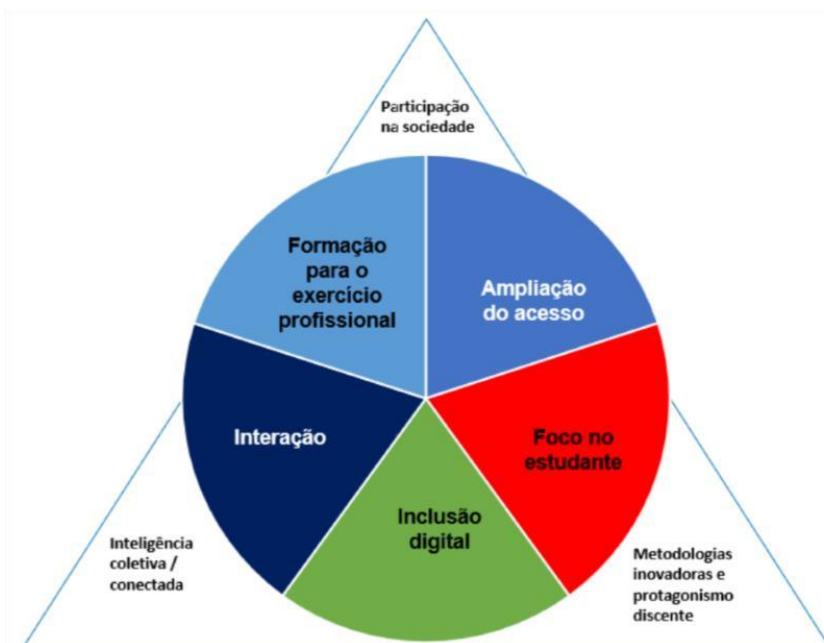 Participação
na sociedade
Formação
para o
exercício
profissional
Ampliação
do acesso
Interação
Foco no
estudante
Inclusão
digital
Inteligência
coletiva /
conectada
Metodologias
inovadoras e
protagonismo
discente